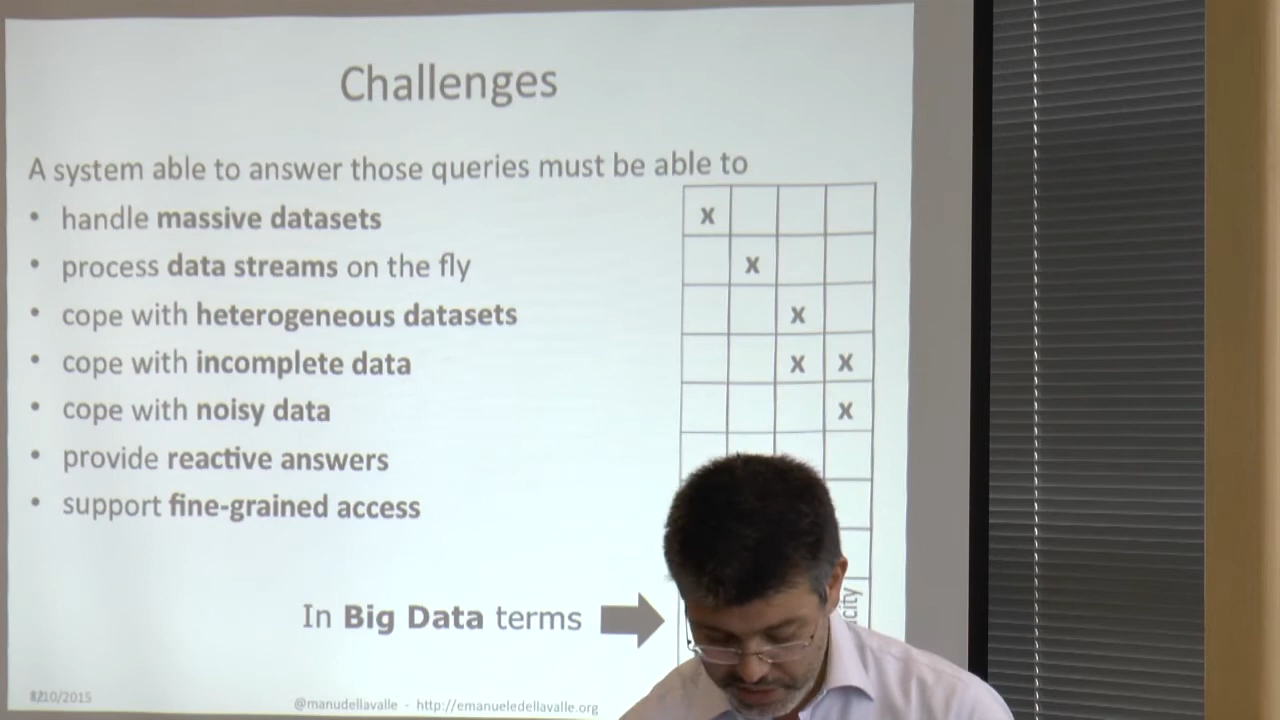 Challenges
A system able to answer those queries must be able to
• handle massive datasets
x
• process data streams on the fly
x
• cope with heterogeneous datasets
x
• cope with incomplete data
x x
• cope with noisy data
x
• provide reactive answers
• support fine-grained access
In Big Data terms
city
@manudellavalle - http://emanueledellavalle.org